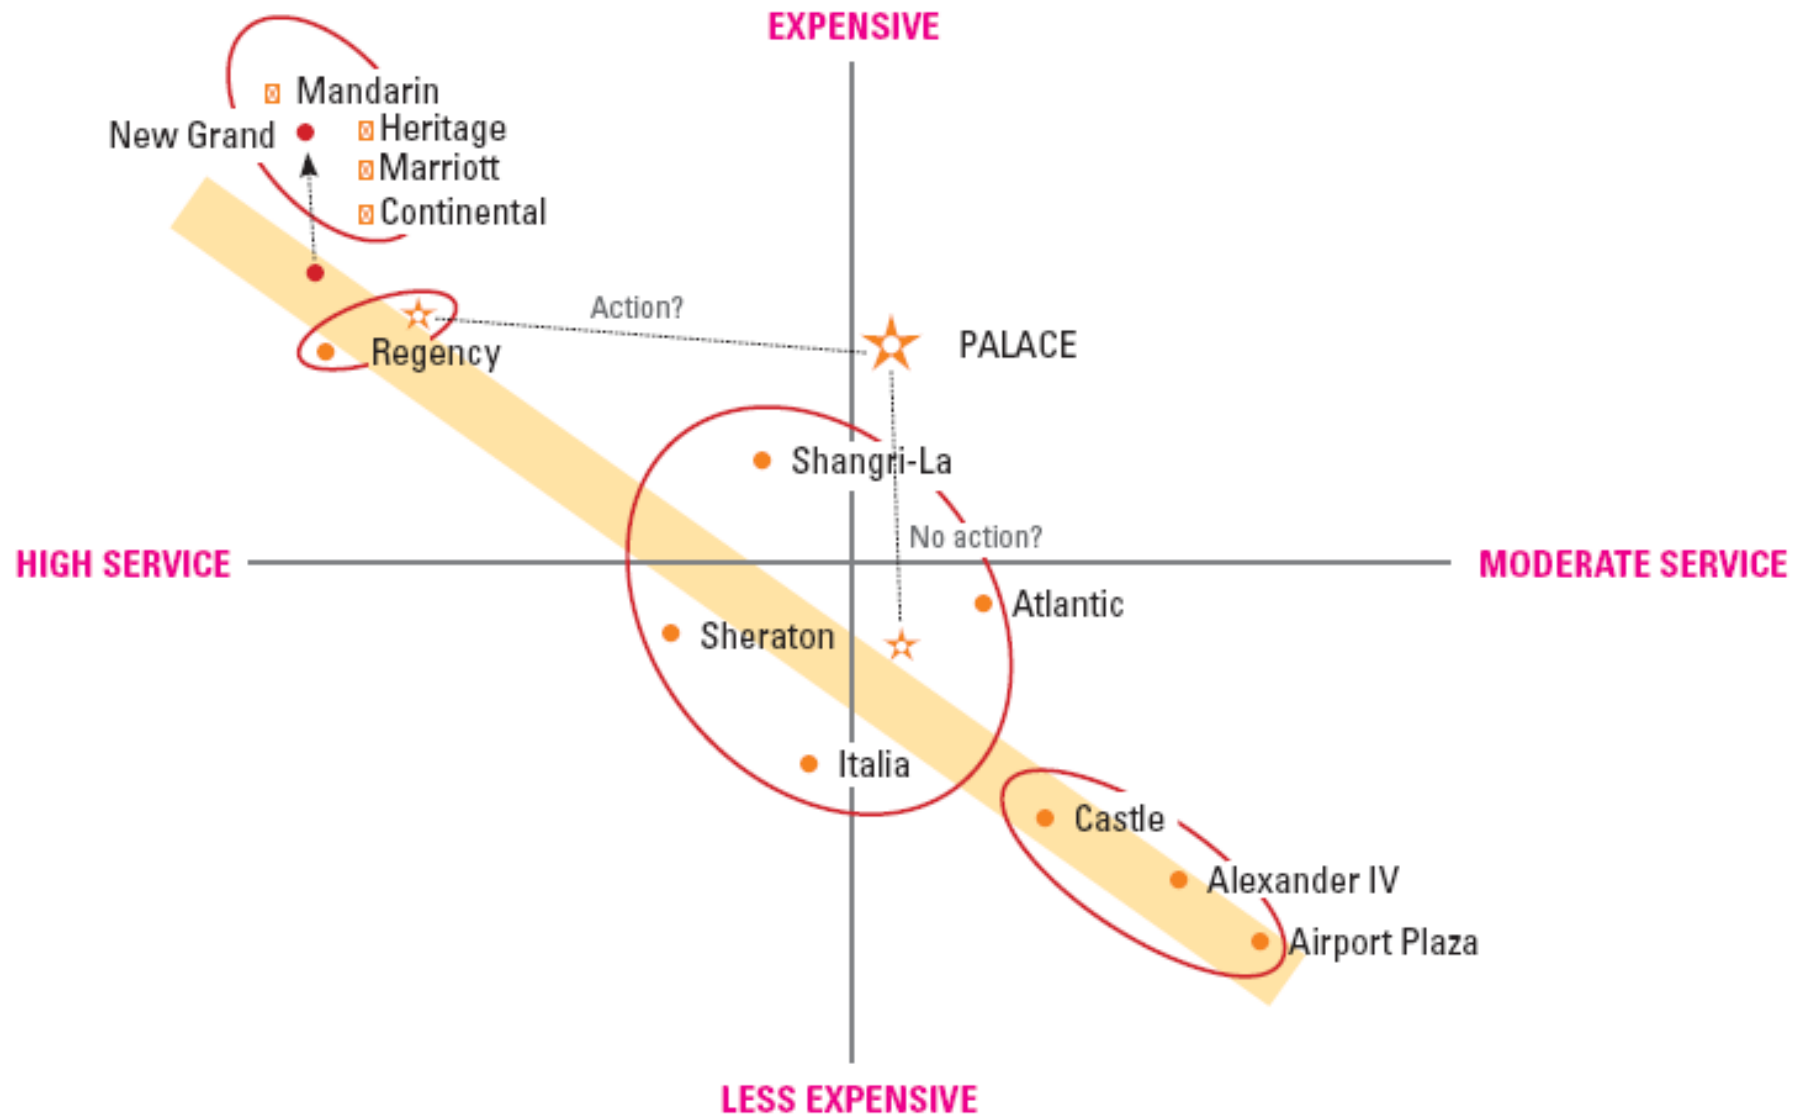 EXPENSIVE
Mandarin
New Grand
Heritage
Marriott
Continental
Action?
PALACE
Regency
Shangri-La
No action?
HIGH SERVICE
MODERATE SERVICE
Atlantic
Sheraton
Italia
Castle
Alexander IV
Airport Plaza
LESS EXPENSIVE